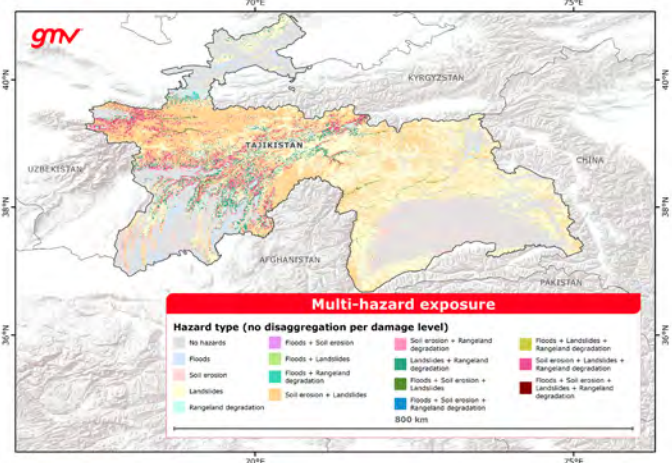 70°E
75°E
gmv
40°N
40°N
KYRGYZSTAN
TAJIKISTAN
UZBEKISTAN
CHINA
38°N
38°N
AFGHANISTAN
PAKISTAN
Multi-hazard exposure
36°N
36°N
Hazard type (no disaggregation per damage level)
No hazards
Floods
Soil erosion
Landslides
Rangeland degradation
Floods + Soil erosion
Floods + Landslides
Floods + Rangeland
degradation
Soil erosion + Landslides
Soil erosion + Rangeland
degradation
Landslides + Rangeland
degradation
Floods + Soil erosion +
Landslides
Floods + Soil erosion +
Rangeland degradation
Floods + Landslides +
Rangeland degradation
Soil erosion + Landslides +
Rangeland degradation
Floods + Soil erosion +
Landslides + Rangeland
degradation
800 km
70°E
75°E